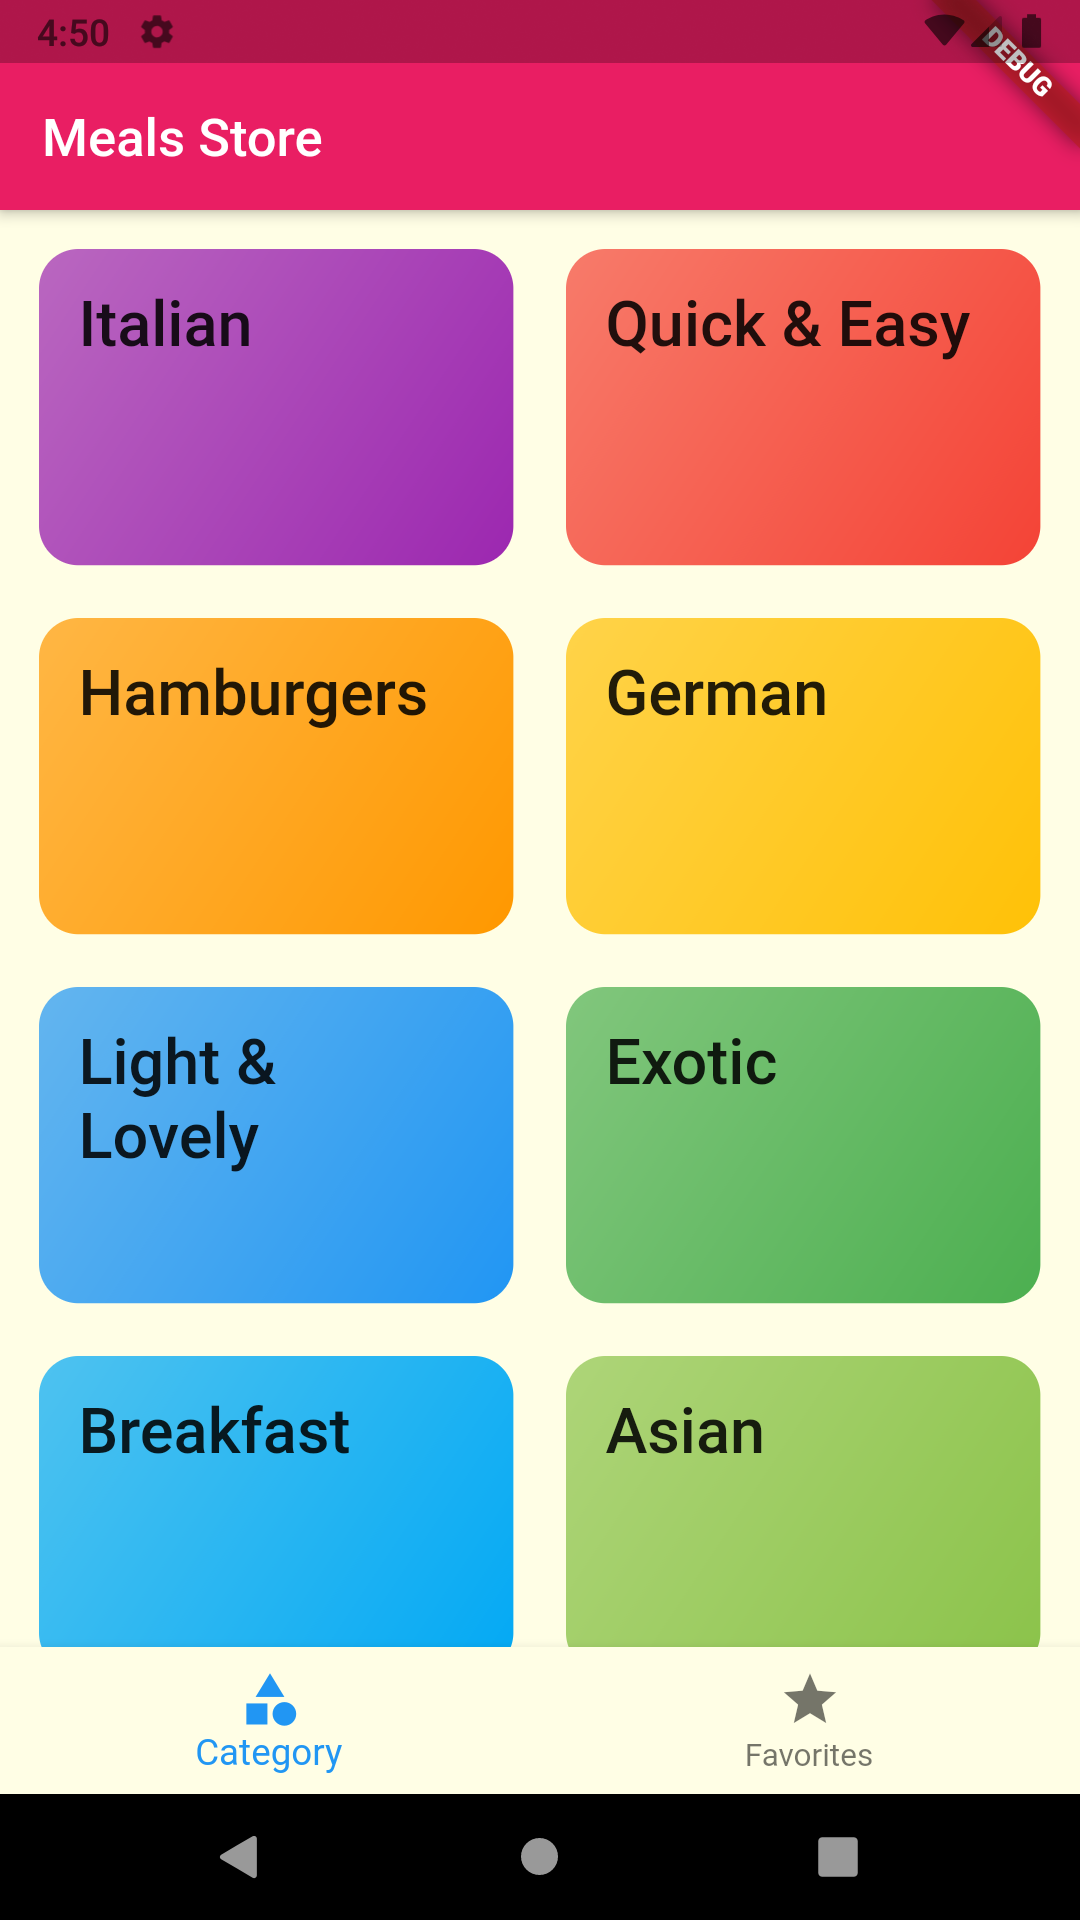 4:50
DEBUG
Meals Store
Italian
Quick & Easy
Hamburgers
German
Light &
Lovely
Exotic
Breakfast
Asian
Category
Favorites